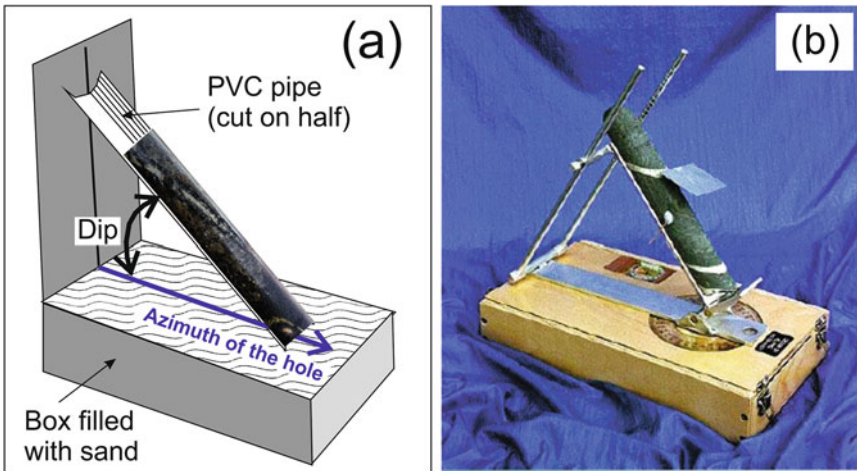 (a)
PVC pipe
(cut on half)
Dip
Azimuth of the hole
Box filled
with sand
(b)